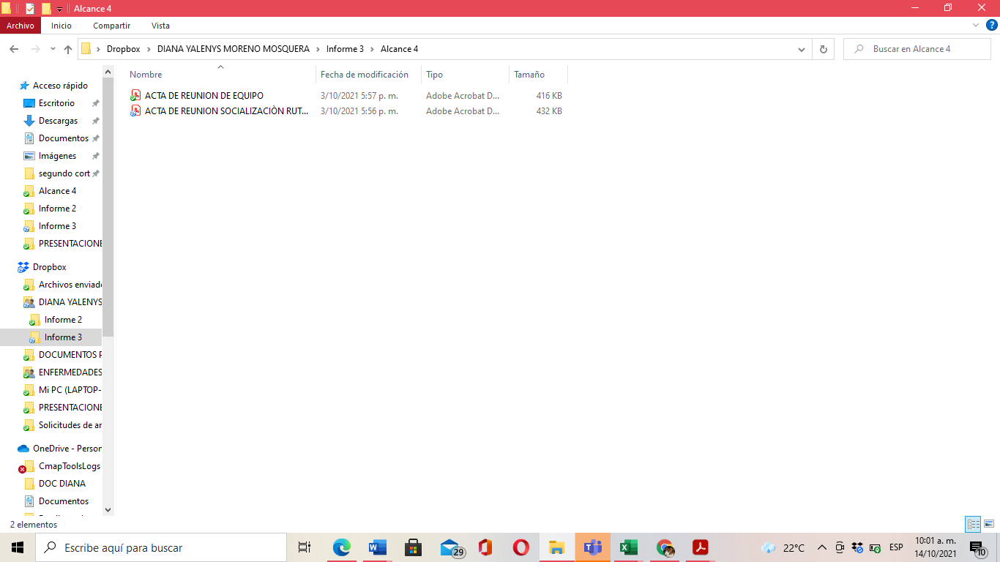 Alcance 4
Archivo Inicio Compartir Vista
Dropbox DIANA YALENYS MORENO MOSQUERA Informe 3 Alcance 4
Buscar en Alcance 4
Nombre Fecha de modificación Tipo Tamaño
ACTA DE REUNION DE EQUIPO 3/10/2021 5:57 p. m. Adobe Acrobat D... 416 KB
ACTA DE REUNION SOCIALIZACIÒN RUT... 3/10/2021 5:56 p. m. Adobe Acrobat D... 432 KB
Acceso rápido
Escritorio
Descargas
Documentos
Imágenes
segundo cort
Alcance 4
Informe 2
Informe 3
PRESENTACIONE
Dropbox
Archivos enviad
DIANA YALENYS
Informe 2
Informe 3
DOCUMENTOS P
ENFERMEDADES
Mi PC (LAPTOP-
PRESENTACIONE
Solicitudes de ar
OneDrive - Person
CmapToolsLogs
DOC DIANA
Documentos
2 elementos
Escribe aquí para buscar
29
22°C
ESP
10:01 a. m.
14/10/2021
10